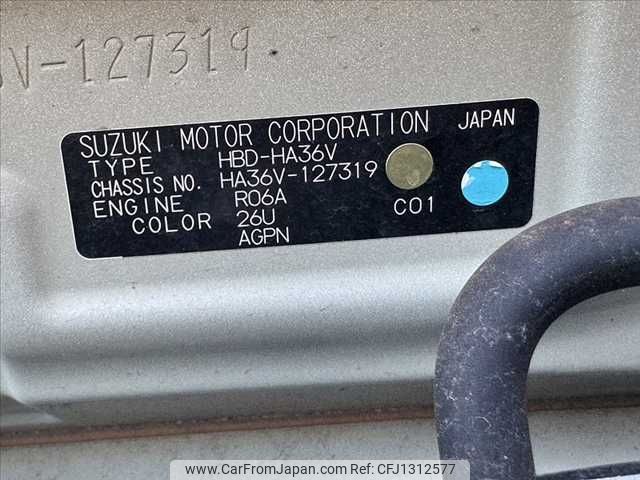 V-127319
SUZUKI MOTOR CORPORATION JAPAN
TYPE HBD-HA36V
CHASSIS NO. HA36V-127319
ENGINE R06A C01
COLOR 26U
AGPN
www.CarFromJapan.com - CFJ1312577